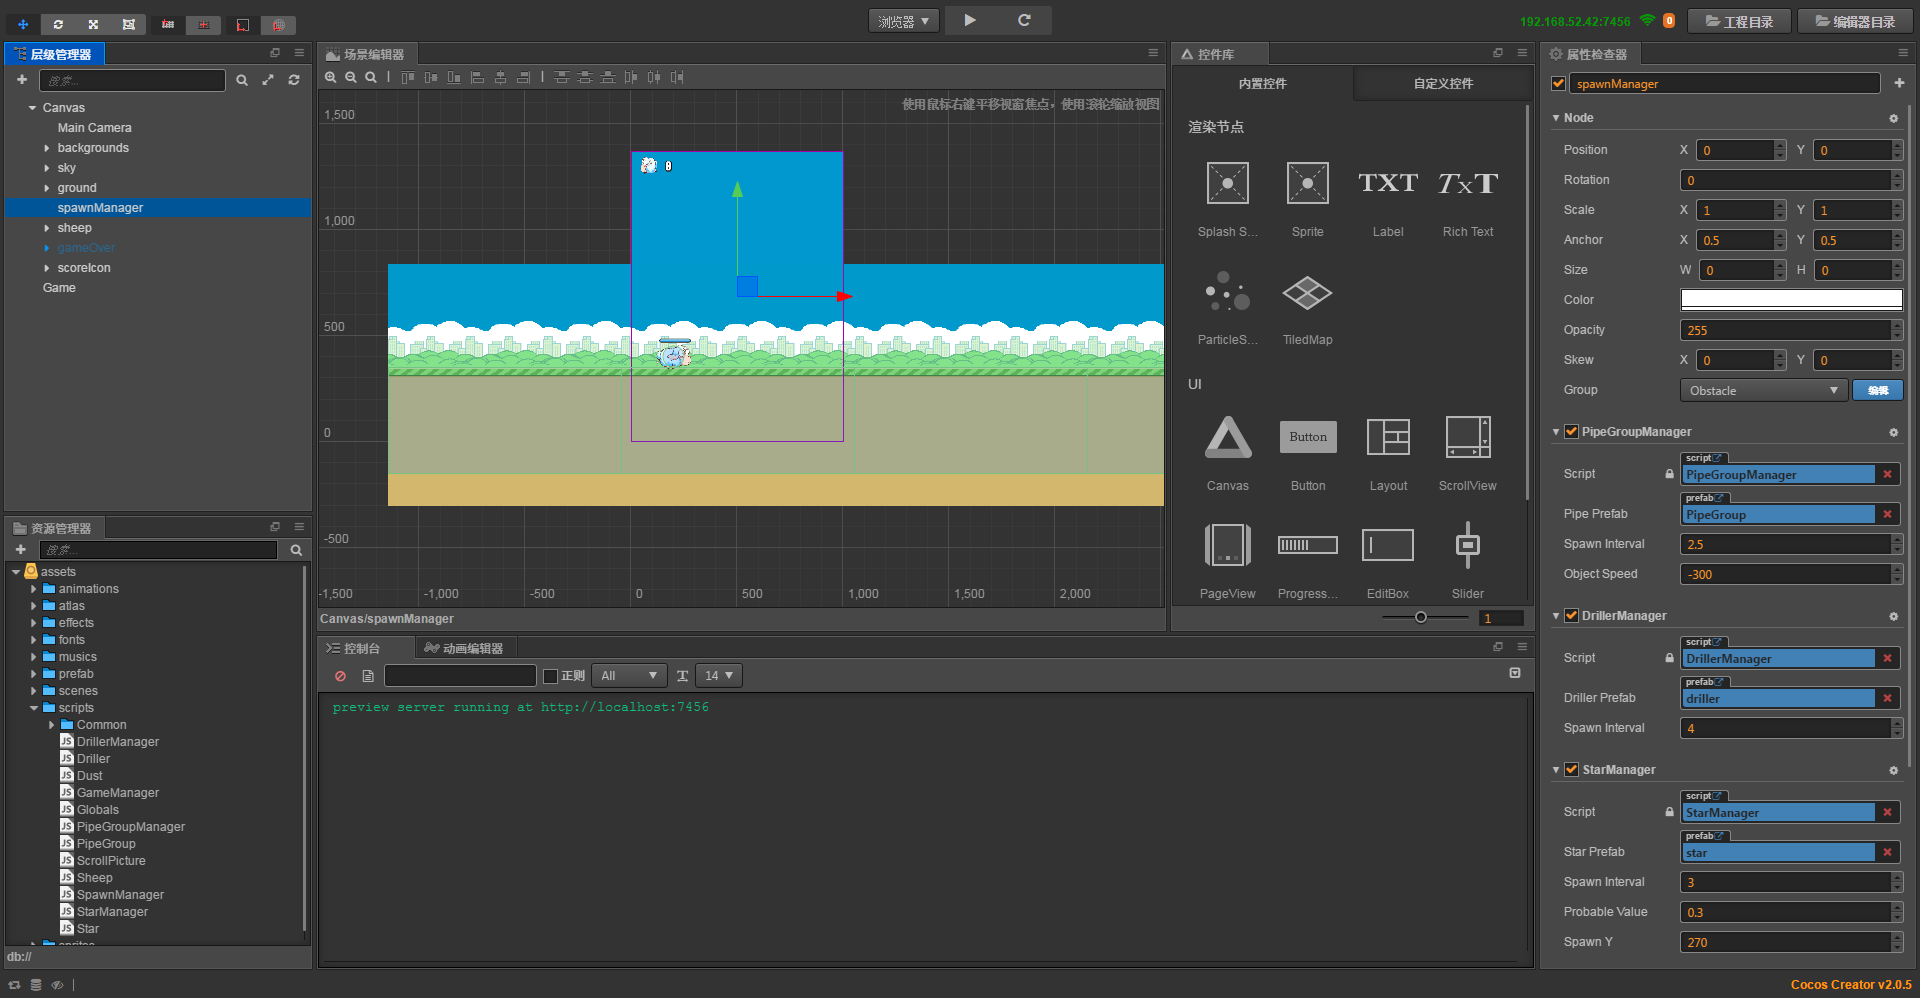 浏览器
192.168.52.42:7456
0
工程目录
编辑器目录
层级管理器
搜索...
Canvas
Main Camera
backgrounds
sky
ground
spawnManager
sheep
gameOver
scoreIcon
Game
资源管理器
搜索...
assets
animations
atlas
effects
fonts
musics
prefab
scenes
scripts
Common
JS DrillerManager
JS Driller
JS Dust
JS GameManager
JS Globals
JS PipeGroupManager
JS PipeGroup
JS ScrollPicture
JS Sheep
JS SpawnManager
JS StarManager
JS Star
sprites
db://
场景编辑器
使用鼠标右键平移视窗焦点，使用滚轮缩放视图
1,500
1,000
500
0
-500
0
-1,500
-1,000
-500
0
500
1,000
1,500
2,000
Canvas/spawnManager
控制台
动画编辑器
正则
All
14
preview server running at http://localhost:7456
控件库
内置控件
自定义控件
渲染节点
TXT
TxT
Splash S...
Sprite
Label
Rich Text
ParticleS...
TiledMap
UI
Button
Canvas
Button
Layout
ScrollView
PageView
Progress...
EditBox
Slider
1
属性检查器
spawnManager
Node
Position X 0 Y 0
Rotation 0
Scale X 1 Y 1
Anchor X 0.5 Y 0.5
Size W 0 H 0
Color
Opacity 255
Skew X 0 Y 0
Group Obstacle 编辑
PipeGroupManager
script
Script PipeGroupManager
prefab
Pipe Prefab PipeGroup
Spawn Interval 2.5
Object Speed -300
DrillerManager
script
Script DrillerManager
prefab
Driller Prefab driller
Spawn Interval 4
StarManager
script
Script StarManager
prefab
Star Prefab star
Spawn Interval 3
Probable Value 0.3
Spawn Y 270
Cocos Creator v2.0.5